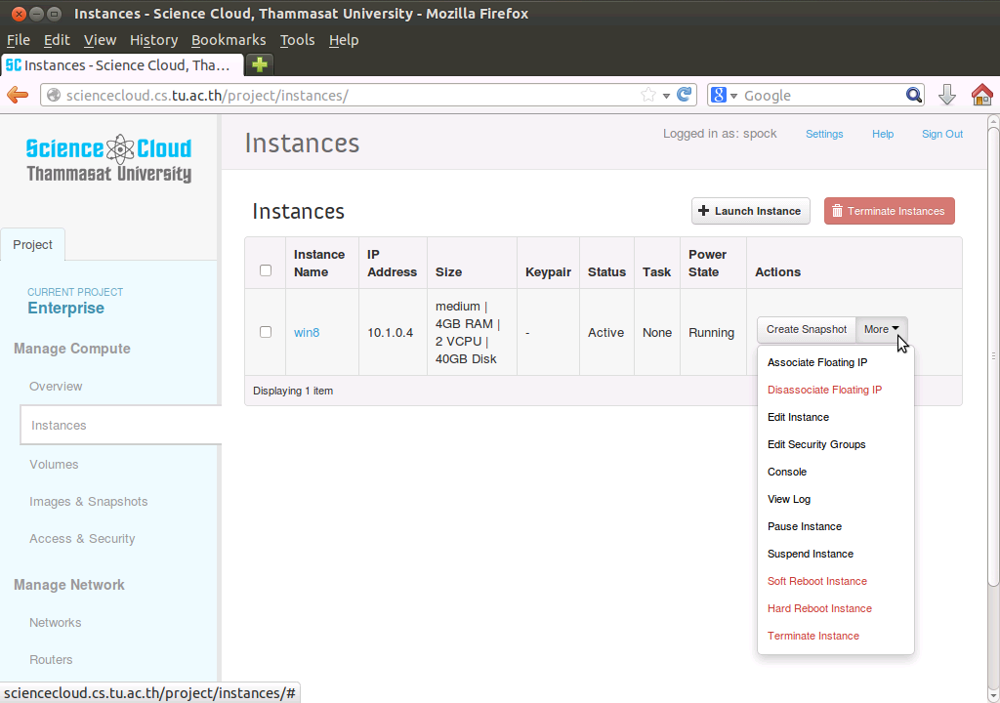 Instances - Science Cloud, Thammasat University - Mozilla Firefox
File Edit View History Bookmarks Tools Help
SC Instances - Science Cloud, Tha...
sciencecloud.cs.tu.ac.th/project/instances/
8 Google
Science Cloud
Thammasat University
Instances
Logged in as: spock Settings Help Sign Out
Project
CURRENT PROJECT
Enterprise
Manage Compute
Overview
Instances
Volumes
Images & Snapshots
Access & Security
Manage Network
Networks
Routers
Instances
Launch Instance
Terminate Instances
Instance Name
IP Address
Size
Keypair
Status
Task
Power State
Actions
win8
10.1.0.4
medium |
4GB RAM |
2 VCPU |
40GB Disk
-
Active
None
Running
Create Snapshot
More
Displaying 1 item
Associate Floating IP
Disassociate Floating IP
Edit Instance
Edit Security Groups
Console
View Log
Pause Instance
Suspend Instance
Soft Reboot Instance
Hard Reboot Instance
Terminate Instance
sciencecloud.cs.tu.ac.th/project/instances/#